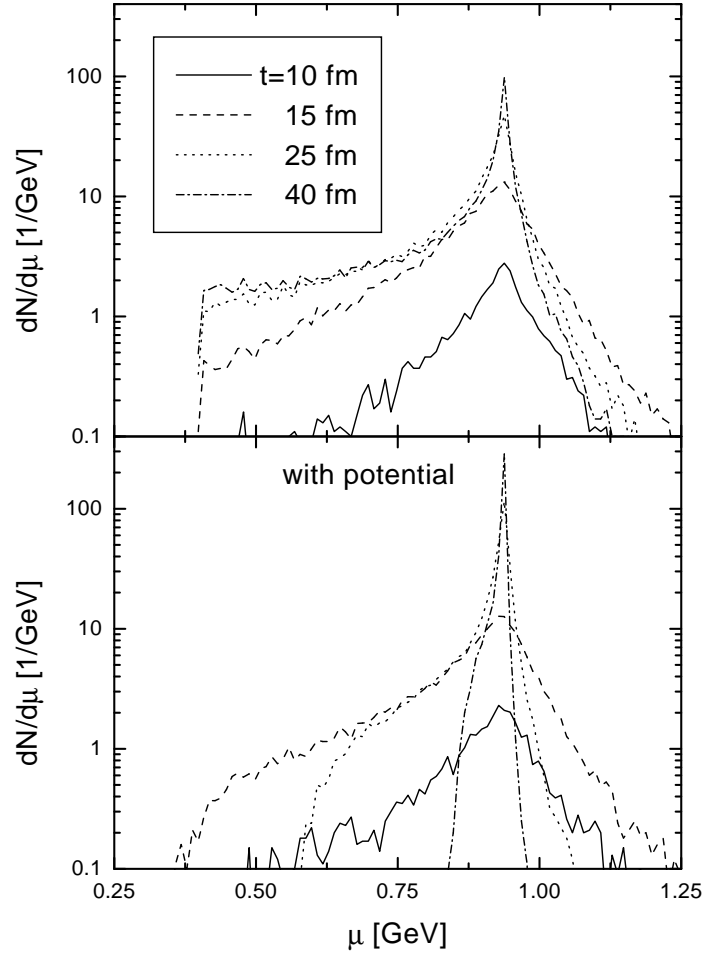 100
10
1
0.1
dN/dμ [1/GeV]
t=10 fm
15 fm
25 fm
40 fm
with potential
100
10
1
0.1
dN/dμ [1/GeV]
0.25
0.50
0.75
1.00
1.25
μ [GeV]